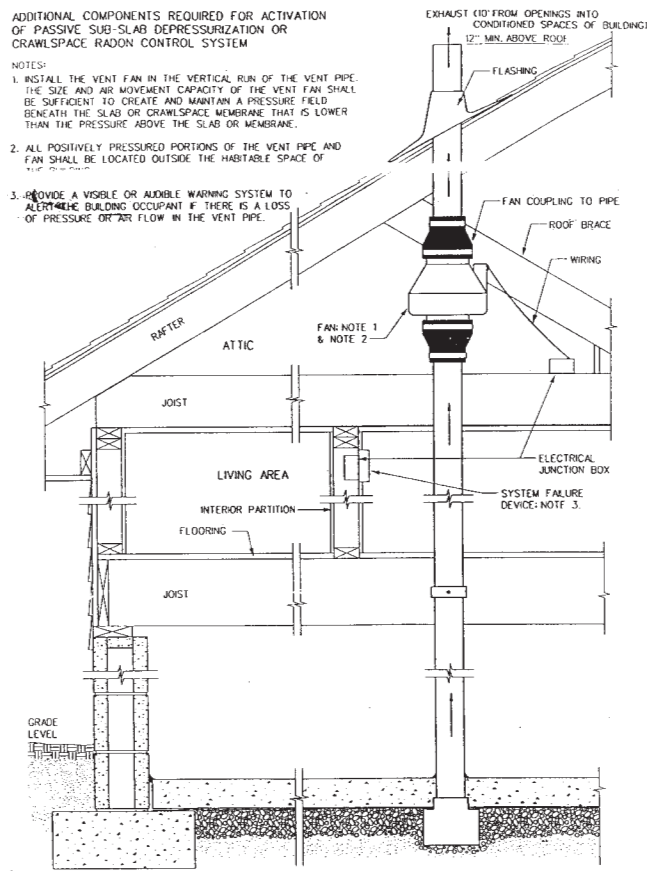 ADDITIONAL COMPONENTS REQUIRED FOR ACTIVATION
OF PASSIVE SUB-SLAB DEPRESSURIZATION OR
CRAWLSPACE RADON CONTROL SYSTEM
NOTES:
1. INSTALL THE VENT FAN IN THE VERTICAL RUN OF THE VENT PIPE.
THE SIZE AND AIR MOVEMENT CAPACITY OF THE VENT FAN SHALL
BE SUFFICIENT TO CREATE AND MAINTAIN A PRESSURE FIELD
BENEATH THE SLAB OR CRAWLSPACE MEMBRANE THAT IS LOWER
THAN THE PRESSURE ABOVE THE SLAB OR MEMBRANE.
2. ALL POSITIVELY PRESSURED PORTIONS OF THE VENT PIPE AND
FAN SHALL BE LOCATED OUTSIDE THE HABITABLE SPACE OF
3. PROVIDE A VISIBLE OR AUDIBLE WARNING SYSTEM TO
ALERT THE BUILDING OCCUPANT IF THERE IS A LOSS
OF PRESSURE OR AIR FLOW IN THE VENT PIPE.
EXHAUST (10' FROM OPENINGS INTO
CONDITIONED SPACES OF BUILDING)
12" MIN. ABOVE ROOF
FLASHING
FAN COUPLING TO PIPE
ROOF BRACE
WIRING
FAN; NOTE 1
& NOTE 2
RAFTER
ATTIC
JOIST
LIVING AREA
ELECTRICAL
JUNCTION BOX
SYSTEM FAILURE
DEVICE; NOTE 3.
INTERIOR PARTITION
FLOORING
JOIST
GRADE
LEVEL